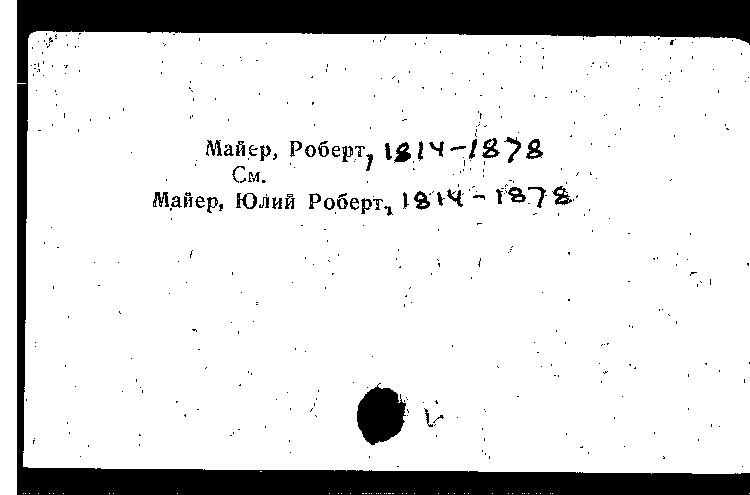 Майер, Роберт, 1814-1878
См.
Майер, Юлий Роберт, 1814-1878